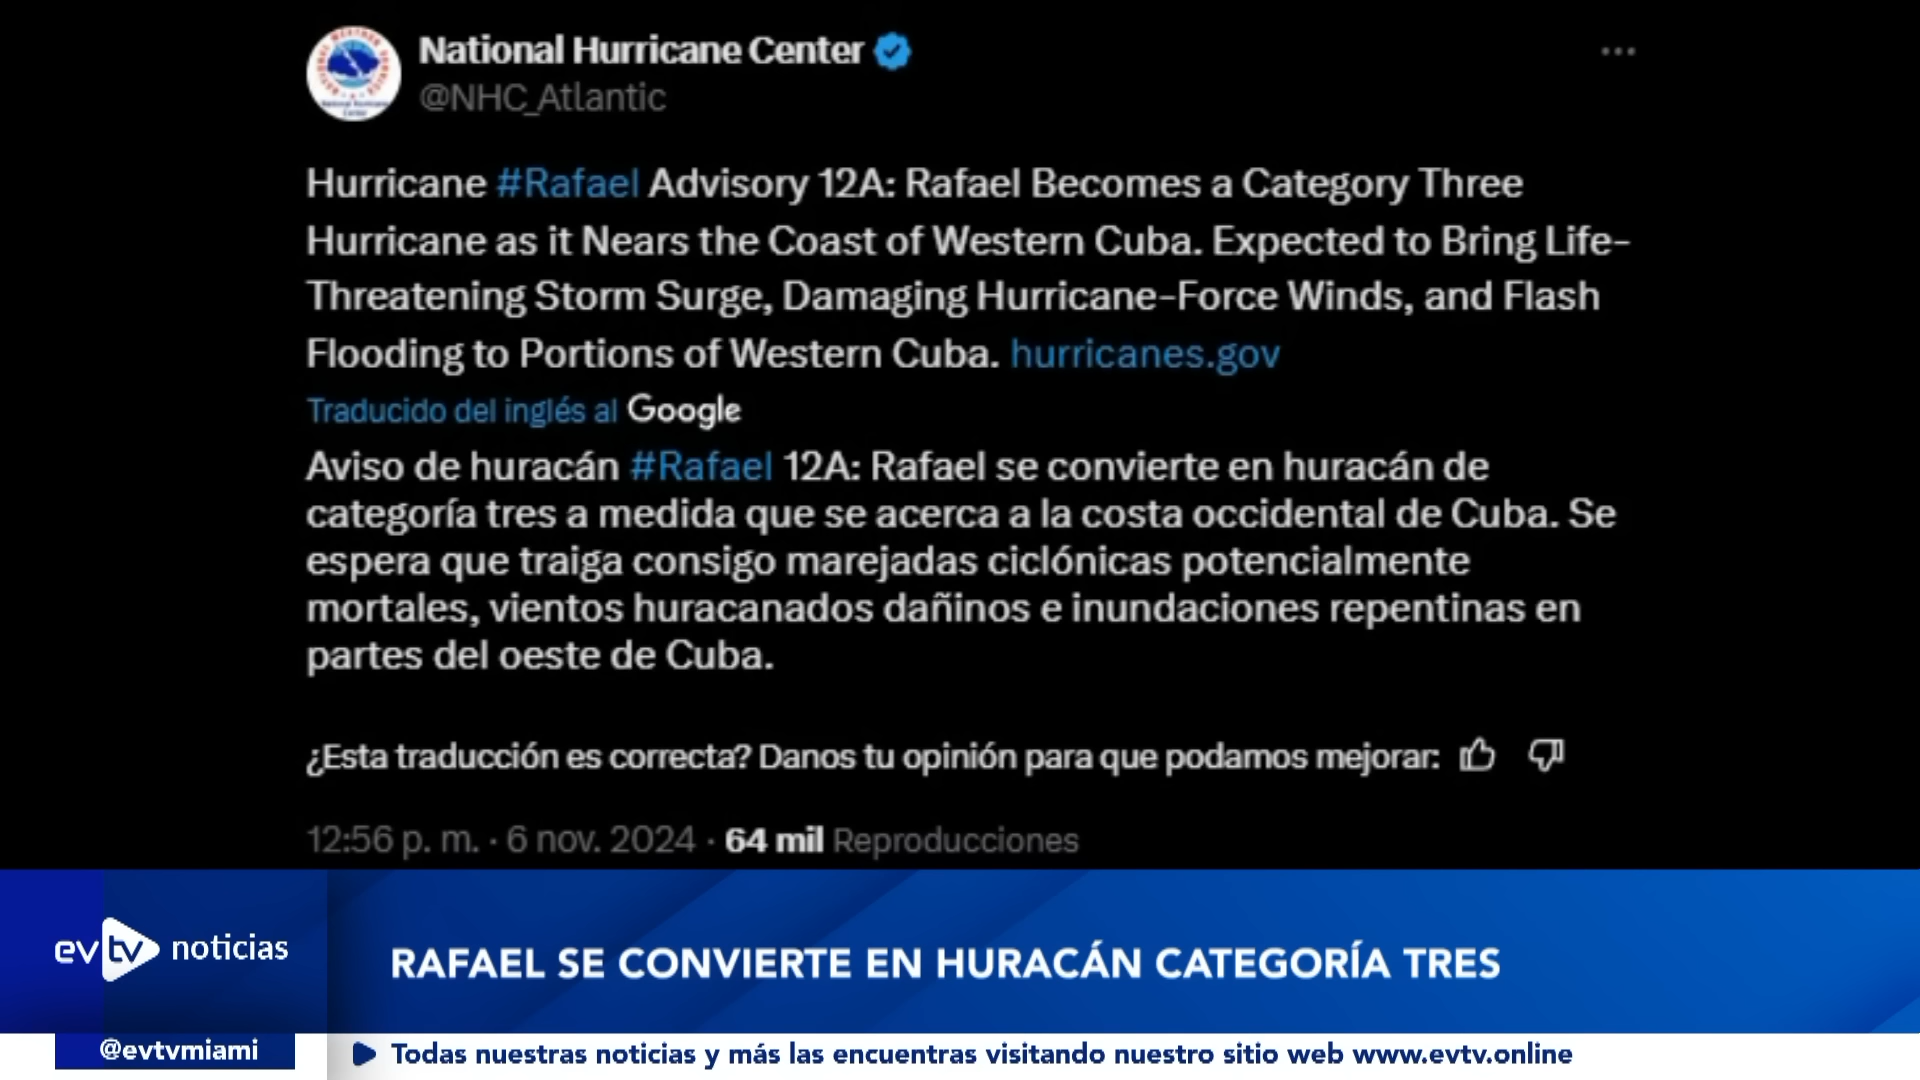 National Hurricane Center
@NHC_Atlantic
Hurricane #Rafael Advisory 12A: Rafael Becomes a Category Three
Hurricane as it Nears the Coast of Western Cuba. Expected to Bring Life-
Threatening Storm Surge, Damaging Hurricane-Force Winds, and Flash
Flooding to Portions of Western Cuba. hurricanes.gov
Traducido del inglés al Google
Aviso de huracán #Rafael 12A: Rafael se convierte en huracán de
categoría tres a medida que se acerca a la costa occidental de Cuba. Se
espera que traiga consigo marejadas ciclónicas potencialmente
mortales, vientos huracanados dañinos e inundaciones repentinas en
partes del oeste de Cuba.
¿Esta traducción es correcta? Danos tu opinión para que podamos mejorar:
12:56 p. m. · 6 nov. 2024 · 64 mil Reproducciones
evtv noticias
RAFAEL SE CONVIERTE EN HURACÁN CATEGORÍA TRES
@evtvmiami
Todas nuestras noticias y más las encuentras visitando nuestro sitio web www.evtv.online